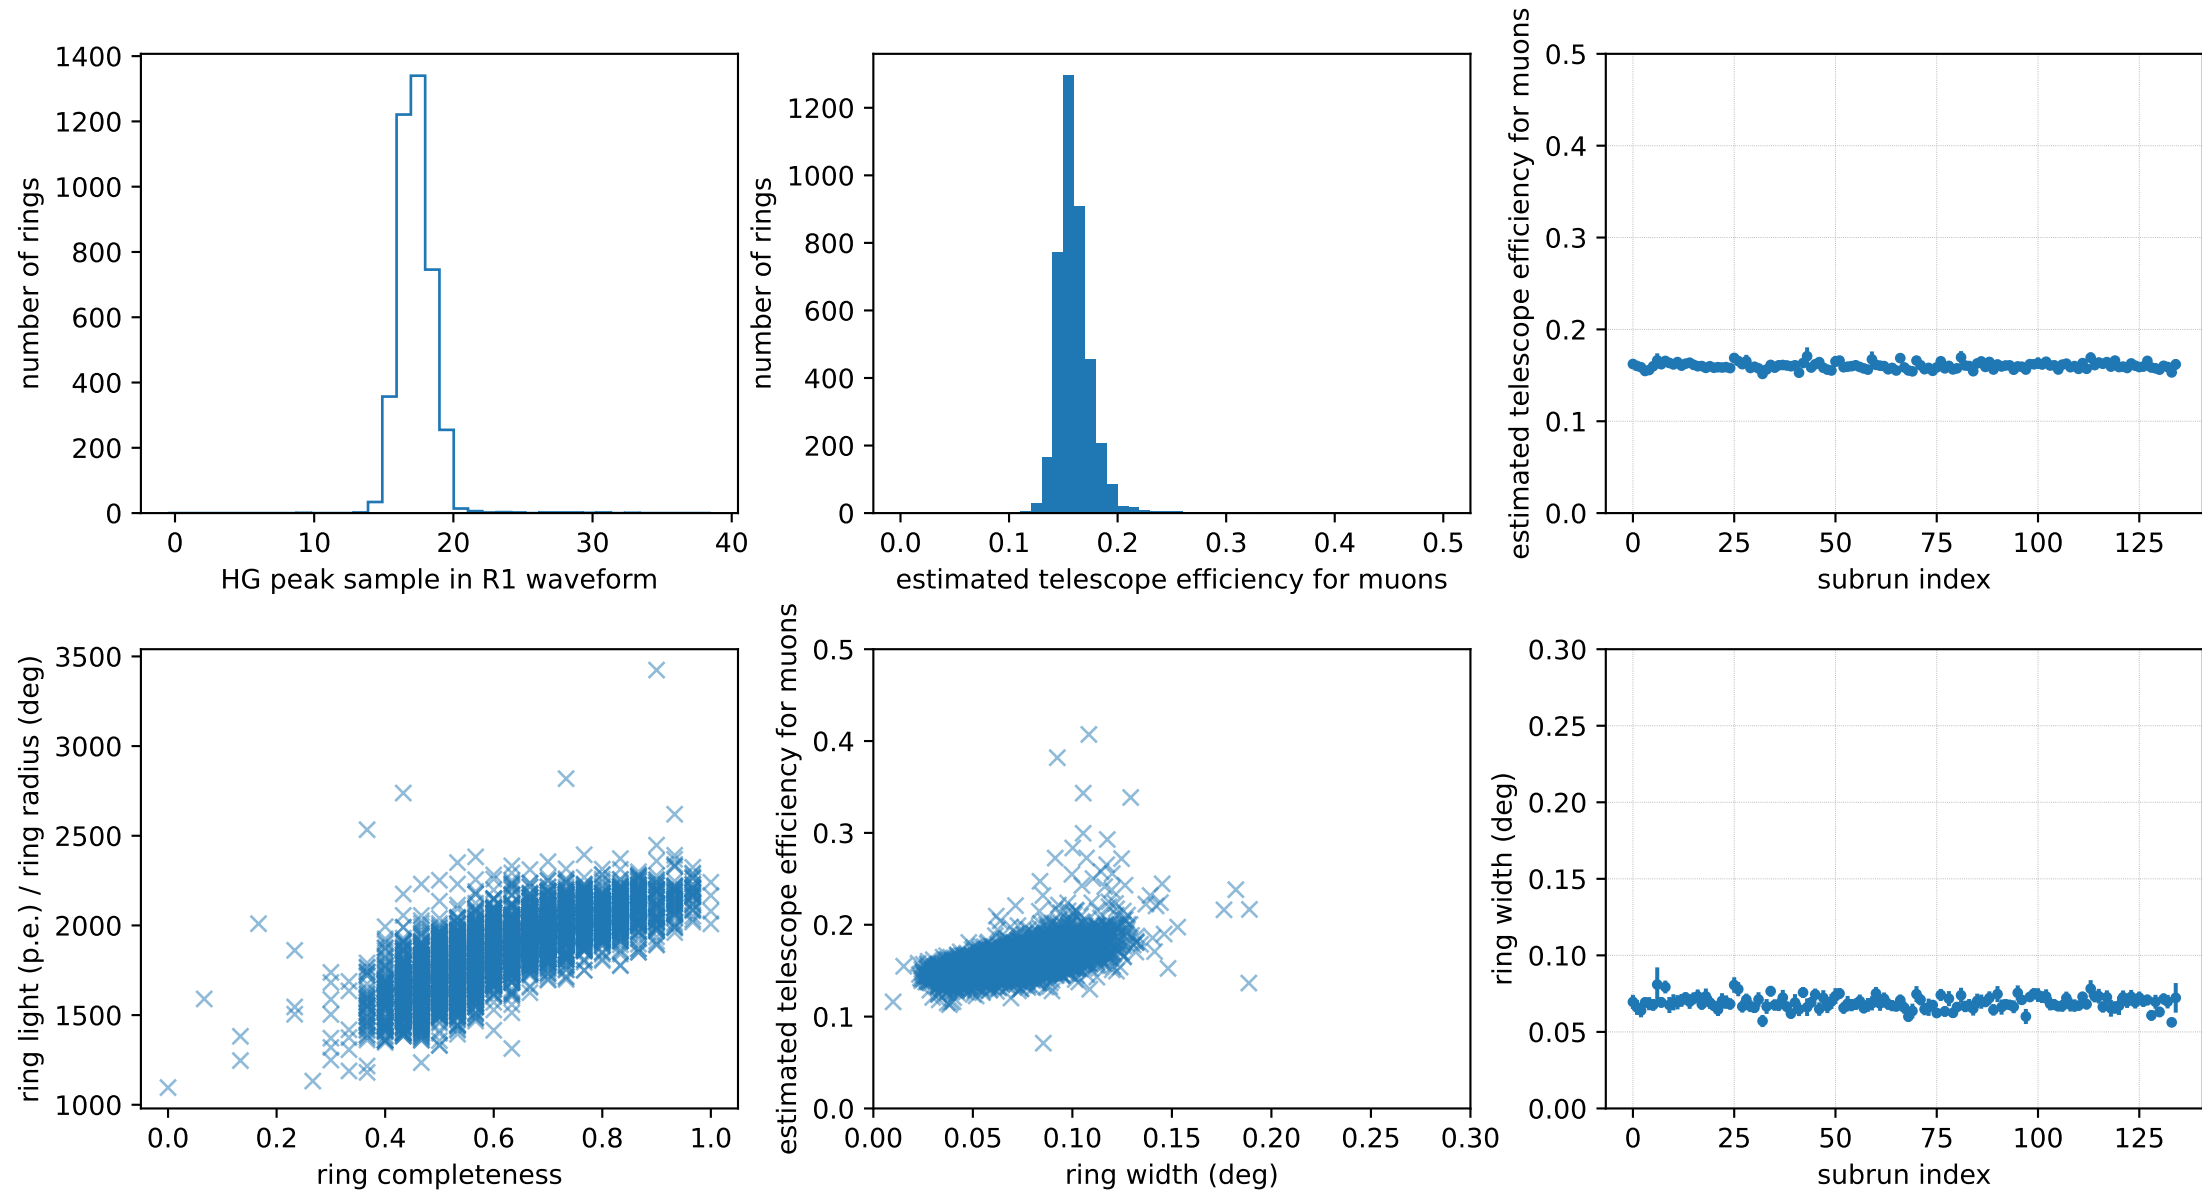 1400
1200
1000
800
600
400
200
0
number of rings
0 10 20 30 40
HG peak sample in R1 waveform
1200
1000
800
600
400
200
0
number of rings
0.0 0.1 0.2 0.3 0.4 0.5
estimated telescope efficiency for muons
0.5
0.4
0.3
0.2
0.1
0.0
estimated telescope efficiency for muons
0 25 50 75 100 125
subrun index
3500
3000
2500
2000
1500
1000
ring light (p.e.) / ring radius (deg)
0.0 0.2 0.4 0.6 0.8 1.0
ring completeness
0.5
0.4
0.3
0.2
0.1
0.0
estimated telescope efficiency for muons
0.00 0.05 0.10 0.15 0.20 0.25 0.30
ring width (deg)
0.30
0.25
0.20
0.15
0.10
0.05
0.00
ring width (deg)
0 25 50 75 100 125
subrun index